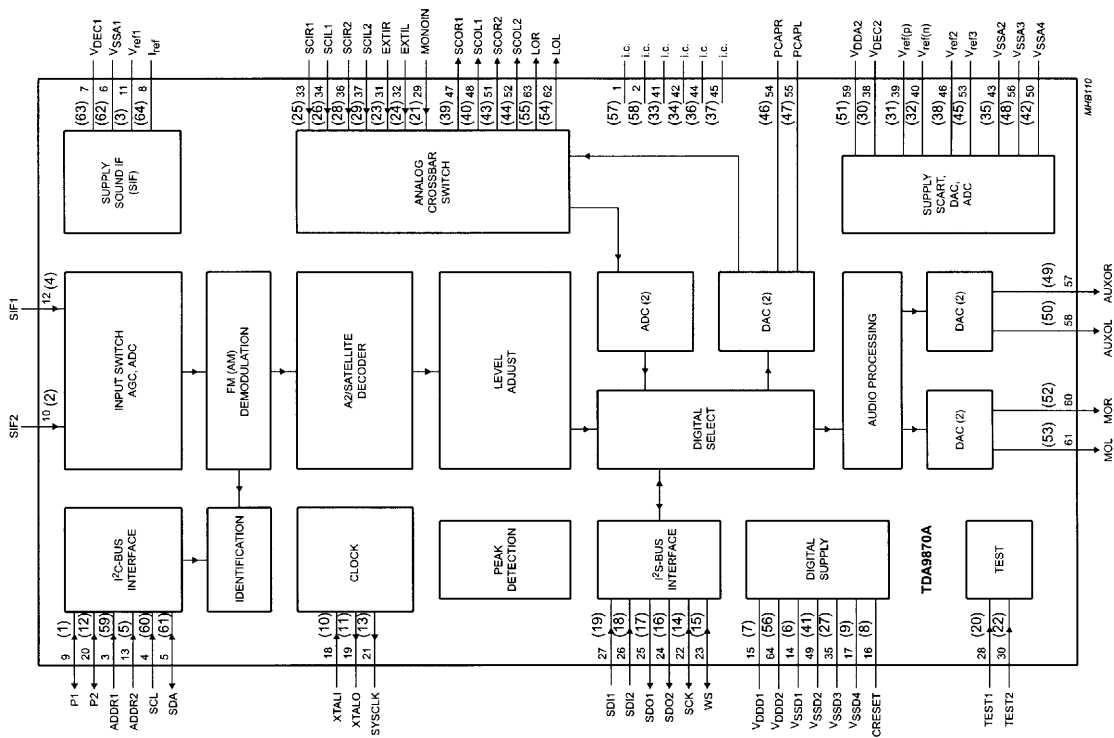 SIF2
SIF1
10 (2)
12 (4)
I²C-BUS INTERFACE
P1 9 (1)
P2 20 (12)
ADDR1 3 (59)
ADDR2 13 (5)
SCL 4 (60)
SDA 5 (61)
INPUT SWITCH
AGC, ADC
SUPPLY
SOUND IF
(SIF)
(63) 7 VDEC1
(62) 6 VSSA1
(3) 11 Vref1
(64) 8 Iref
IDENTIFICATION
FM (AM)
DEMODULATION
XTALI 18 (10)
XTALO 19 (11)
SYSCLK 21 (13)
CLOCK
A2/SATELLITE
DECODER
ANALOG
CROSSBAR
SWITCH
(25) 33 SCIR1
(26) 34 SCIL1
(28) 36 SCIR2
(29) 37 SCIL2
(23) 31 EXTIR
(24) 32 EXTIL
(21) 29 MONOIN
(39) 47 SCOR1
(40) 48 SCOL1
(43) 51 SCOR2
(44) 52 SCOL2
(55) 63 LOR
(54) 62 LOL
PEAK
DETECTION
LEVEL
ADJUST
(57) 1 i.c.
(58) 2 i.c.
(33) 41 i.c.
(34) 42 i.c.
(36) 44 i.c.
(37) 45 i.c.
SDI1 27 (19)
SDI2 26 (18)
SDO1 25 (17)
SDO2 24 (16)
SCK 22 (14)
WS 23 (15)
I²S-BUS
INTERFACE
DIGITAL
SELECT
ADC (2)
DAC (2)
(46) 54 PCAPR
(47) 55 PCAPL
VDDD1 15 (7)
VDDD2 64 (56)
VSSD1 14 (6)
VSSD2 49 (41)
VSSD3 35 (27)
VSSD4 17 (9)
CRESET 16 (8)
DIGITAL
SUPPLY
AUDIO PROCESSING
SUPPLY
SCART,
DAC,
ADC
(51) 59 VDDA2
(30) 38 VDEC2
(31) 39 Vref(p)
(32) 40 Vref(n)
(38) 46 Vref2
(45) 53 Vref3
(35) 43 VSSA2
(48) 56 VSSA3
(42) 50 VSSA4
TDA9870A
TEST1 28 (20)
TEST2 30 (22)
TEST
DAC (2)
DAC (2)
(53) 61 MOL
(52) 60 MOR
(50) 58 AUXOL
(49) 57 AUXOR
MHB110